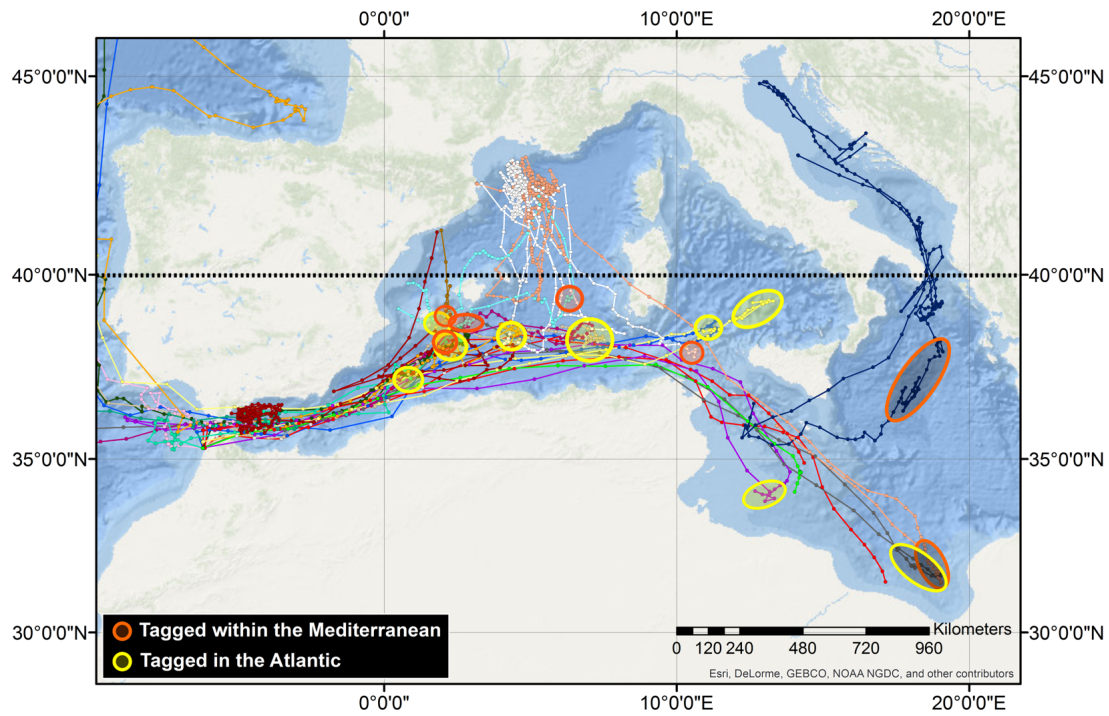 0°0'0" 10°0'0"E 20°0'0"E
45°0'0"N 45°0'0"N
40°0'0"N 40°0'0"N
35°0'0"N 35°0'0"N
30°0'0"N 30°0'0"N
Tagged within the Mediterranean
Tagged in the Atlantic
Kilometers
0 120 240 480 720 960
Esri, DeLorme, GEBCO, NOAA NGDC, and other contributors
0°0'0" 10°0'0"E 20°0'0"E